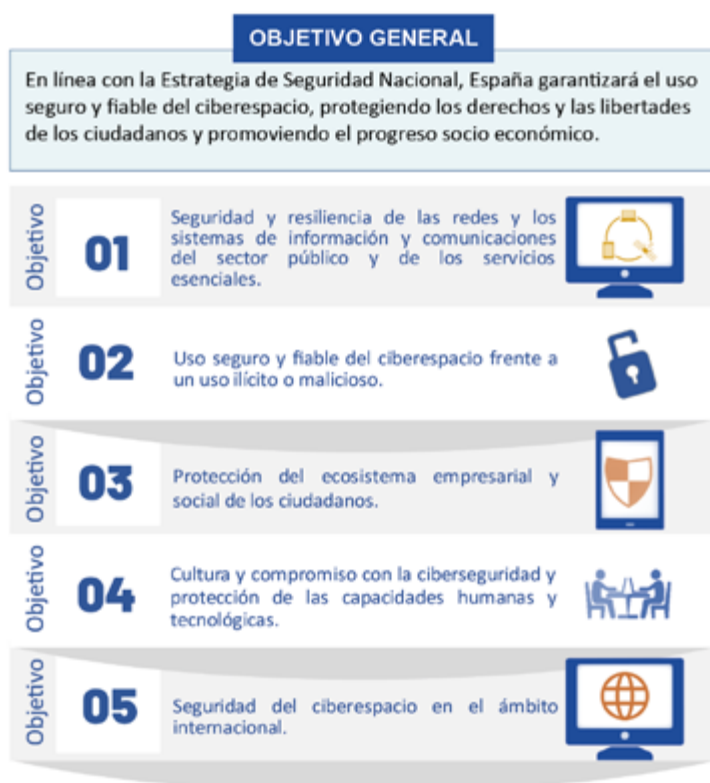 OBJETIVO GENERAL
En línea con la Estrategia de Seguridad Nacional, España garantizará el uso
seguro y fiable del ciberespacio, protegiendo los derechos y las libertades
de los ciudadanos y promoviendo el progreso socio económico.
Objetivo
01
Seguridad y resiliencia de las redes y los
sistemas de información y comunicaciones
del sector público y de los servicios
esenciales.
Objetivo
02
Uso seguro y fiable del ciberespacio frente a
un uso ilícito o malicioso.
Objetivo
03
Protección del ecosistema empresarial y
social de los ciudadanos.
Objetivo
04
Cultura y compromiso con la ciberseguridad y
protección de las capacidades humanas y
tecnológicas.
Objetivo
05
Seguridad del ciberespacio en el ámbito
internacional.